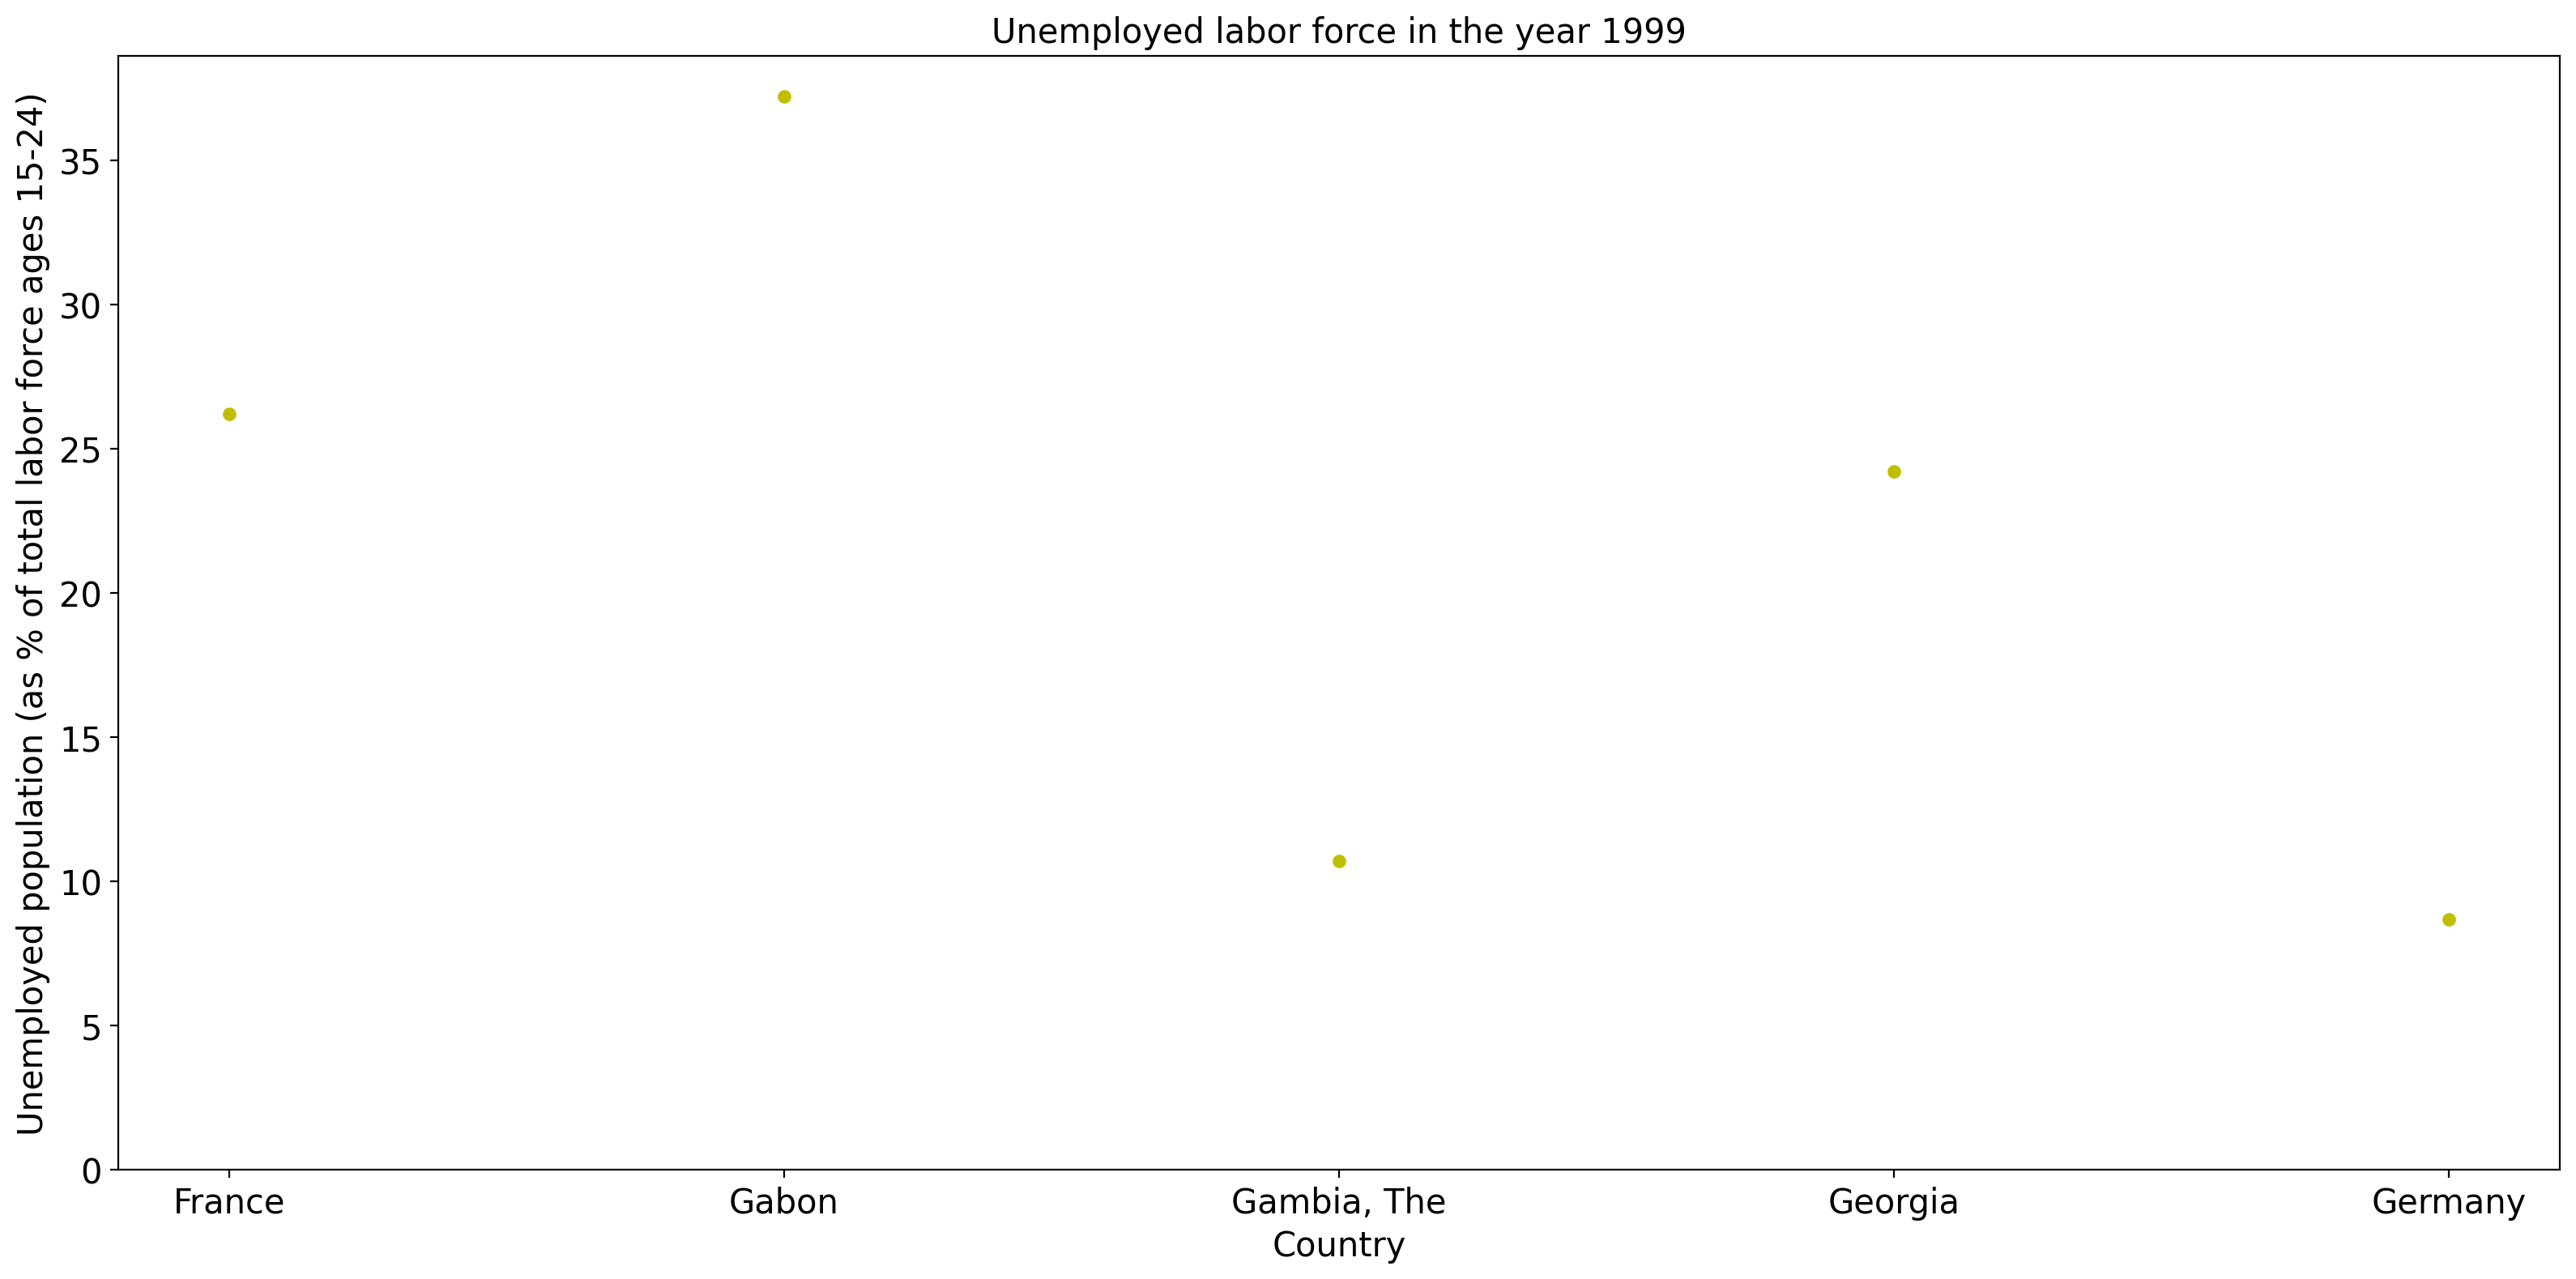 Unemployed labor force in the year 1999
Unemployed population (as % of total labor force ages 15-24)
35
30
25
20
15
10
5
0
France Gabon Gambia, The Georgia Germany
Country